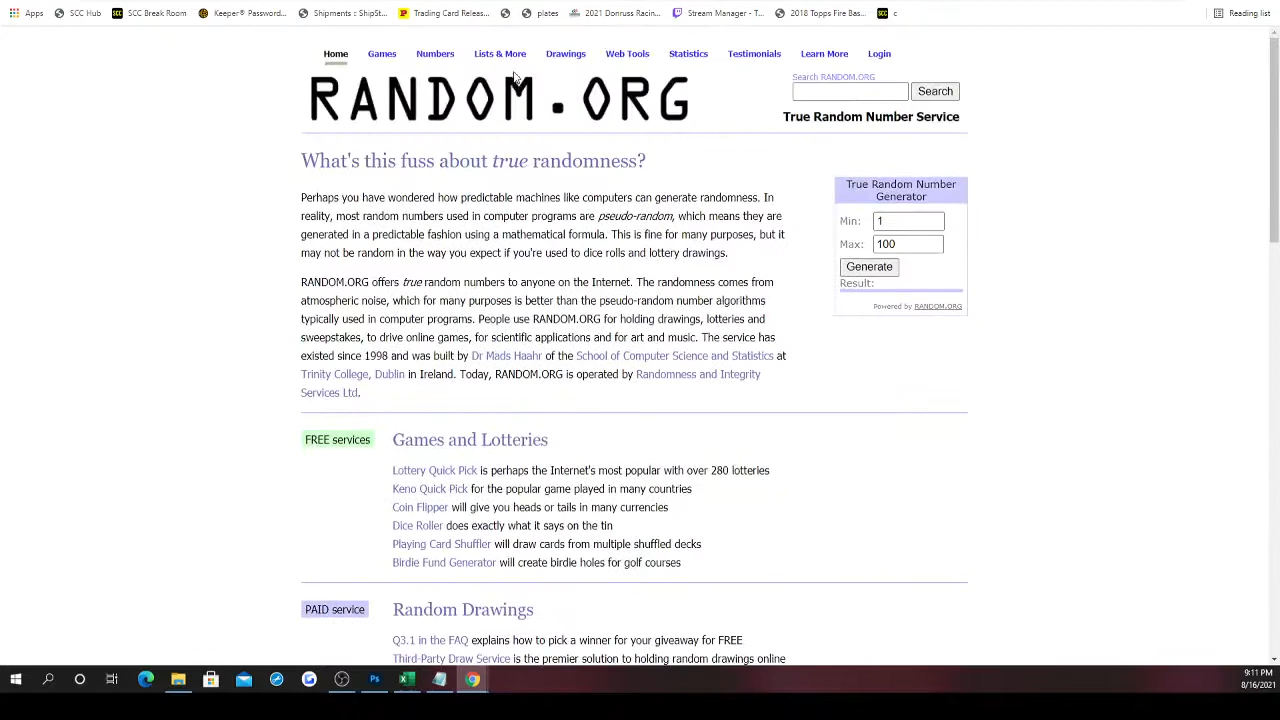 Apps SCC Hub SCC Break Room Keeper® Password... Shipments :: ShipSt... Trading Card Releas... plates 2021 Donruss Racin... Stream Manager - T... 2018 Topps Fire Bas... c Reading list
Home Games Numbers Lists & More Drawings Web Tools Statistics Testimonials Learn More Login
RANDOM.ORG
Search RANDOM.ORG
Search
True Random Number Service
What's this fuss about true randomness?
Perhaps you have wondered how predictable machines like computers can generate randomness. In
reality, most random numbers used in computer programs are pseudo-random, which means they are
generated in a predictable fashion using a mathematical formula. This is fine for many purposes, but it
may not be random in the way you expect if you're used to dice rolls and lottery drawings.
RANDOM.ORG offers true random numbers to anyone on the Internet. The randomness comes from
atmospheric noise, which for many purposes is better than the pseudo-random number algorithms
typically used in computer programs. People use RANDOM.ORG for holding drawings, lotteries and
sweepstakes, to drive online games, for scientific applications and for art and music. The service has
existed since 1998 and was built by Dr Mads Haahr of the School of Computer Science and Statistics at
Trinity College, Dublin in Ireland. Today, RANDOM.ORG is operated by Randomness and Integrity
Services Ltd.
True Random Number
Generator
Min: 1
Max: 100
Generate
Result:
Powered by RANDOM.ORG
FREE services
Games and Lotteries
Lottery Quick Pick is perhaps the Internet's most popular with over 280 lotteries
Keno Quick Pick for the popular game played in many countries
Coin Flipper will give you heads or tails in many currencies
Dice Roller does exactly what it says on the tin
Playing Card Shuffler will draw cards from multiple shuffled decks
Birdie Fund Generator will create birdie holes for golf courses
PAID service
Random Drawings
Q3.1 in the FAQ explains how to pick a winner for your giveaway for FREE
Third-Party Draw Service is the premier solution to holding random drawings online
9:11 PM
8/16/2021